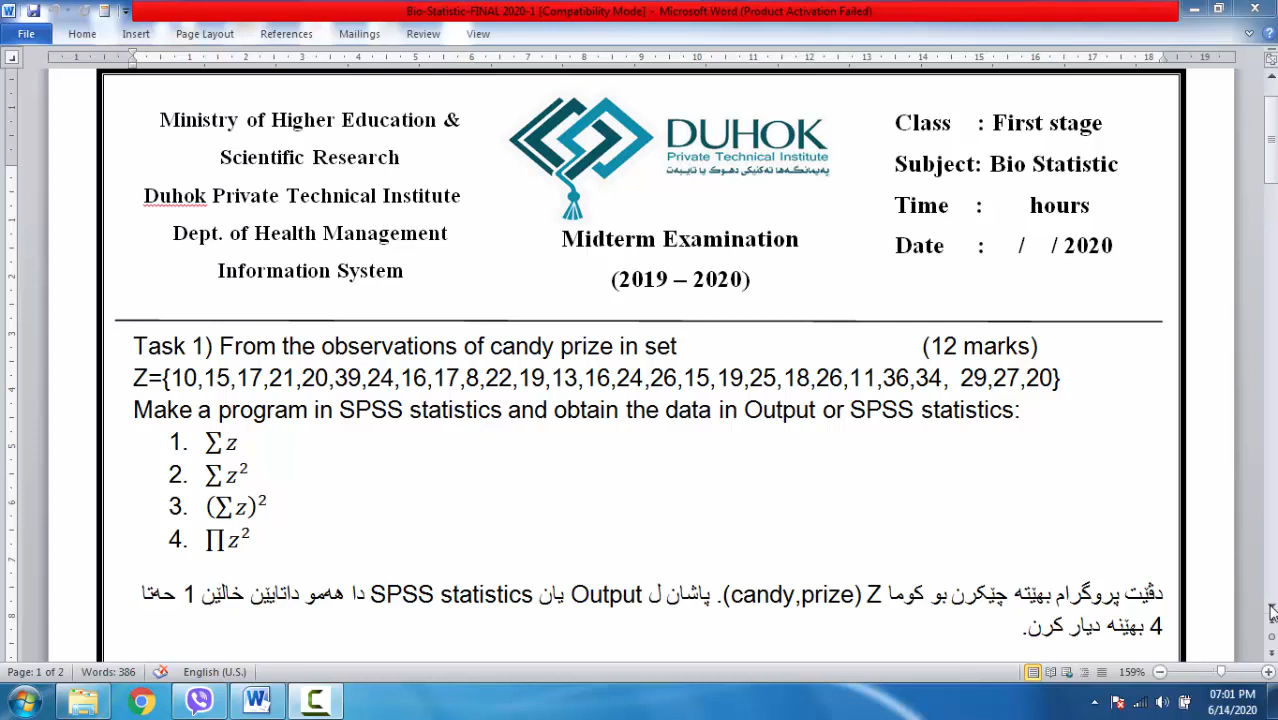 Bio-Statistic-FINAL 2020-1 [Compatibility Mode] - Microsoft Word (Product Activation Failed)
File Home Insert Page Layout References Mailings Review View
Ministry of Higher Education &
Scientific Research
Duhok Private Technical Institute
Dept. of Health Management
Information System
DUHOK
Private Technical Institute
پەیمانگەها تەکنیکی دهوک یا تایبەت
Midterm Examination
(2019 – 2020)
Class : First stage
Subject: Bio Statistic
Time : hours
Date : / / 2020
Task 1) From the observations of candy prize in set (12 marks)
Z={10,15,17,21,20,39,24,16,17,8,22,19,13,16,24,26,15,19,25,18,26,11,36,34, 29,27,20}
Make a program in SPSS statistics and obtain the data in Output or SPSS statistics:
1. ∑z
2. ∑z²
3. (∑z)²
4. ∏z²
دڤێت پروگرام بهێته چێکرن بو کوما Z (candy,prize). پاشان ل Output یان SPSS statistics دا هەمو داتایێن خالێن 1 حەتا
4 بهێنه دیار کرن.
Page: 1 of 2 Words: 386 English (U.S.) 159%
07:01 PM
6/14/2020